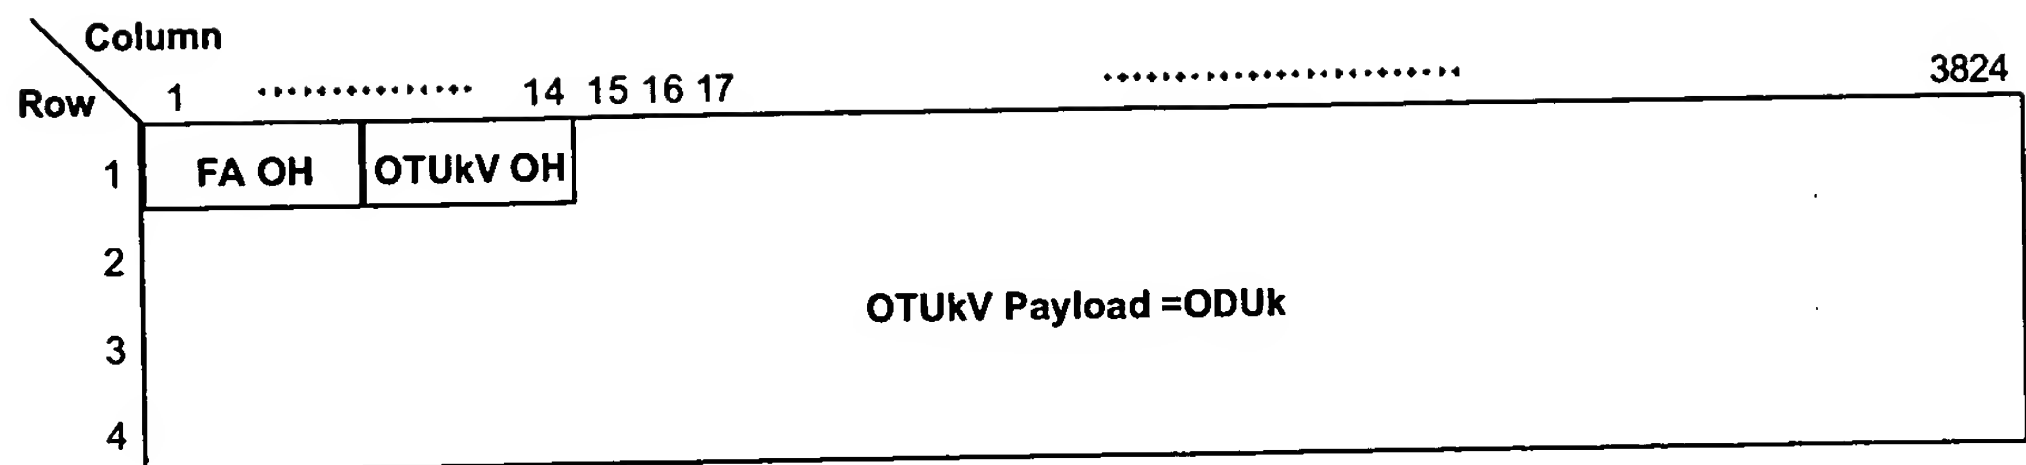 Column
Row 1 ................ 14 15 16 17 ............................ 3824
1 FA OH OTUkV OH
2
OTUkV Payload =ODUk
3
4